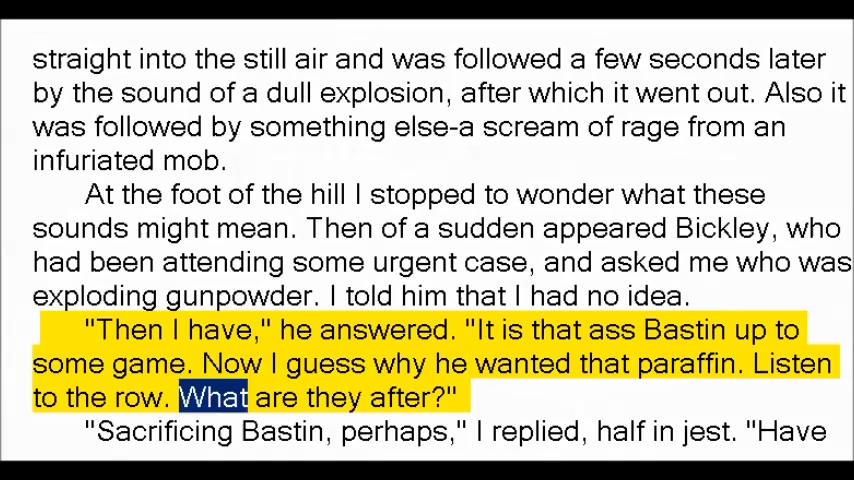 straight into the still air and was followed a few seconds later
by the sound of a dull explosion, after which it went out. Also it
was followed by something else-a scream of rage from an
infuriated mob.
At the foot of the hill I stopped to wonder what these
sounds might mean. Then of a sudden appeared Bickley, who
had been attending some urgent case, and asked me who was
exploding gunpowder. I told him that I had no idea.
"Then I have," he answered. "It is that ass Bastin up to
some game. Now I guess why he wanted that paraffin. Listen
to the row. What are they after?"
"Sacrificing Bastin, perhaps," I replied, half in jest. "Have